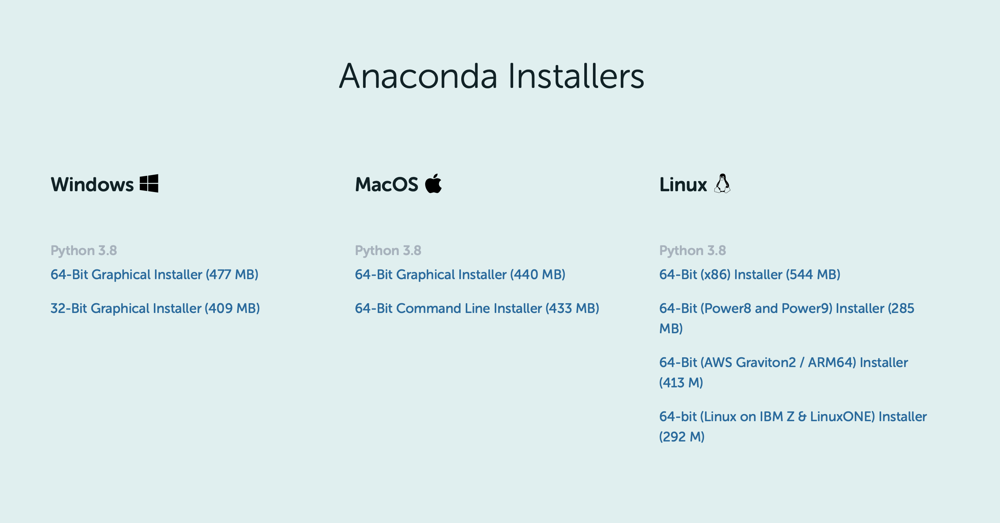 Anaconda Installers
Windows
Python 3.8
64-Bit Graphical Installer (477 MB)
32-Bit Graphical Installer (409 MB)
MacOS
Python 3.8
64-Bit Graphical Installer (440 MB)
64-Bit Command Line Installer (433 MB)
Linux
Python 3.8
64-Bit (x86) Installer (544 MB)
64-Bit (Power8 and Power9) Installer (285
MB)
64-Bit (AWS Graviton2 / ARM64) Installer
(413 M)
64-bit (Linux on IBM Z & LinuxONE) Installer
(292 M)